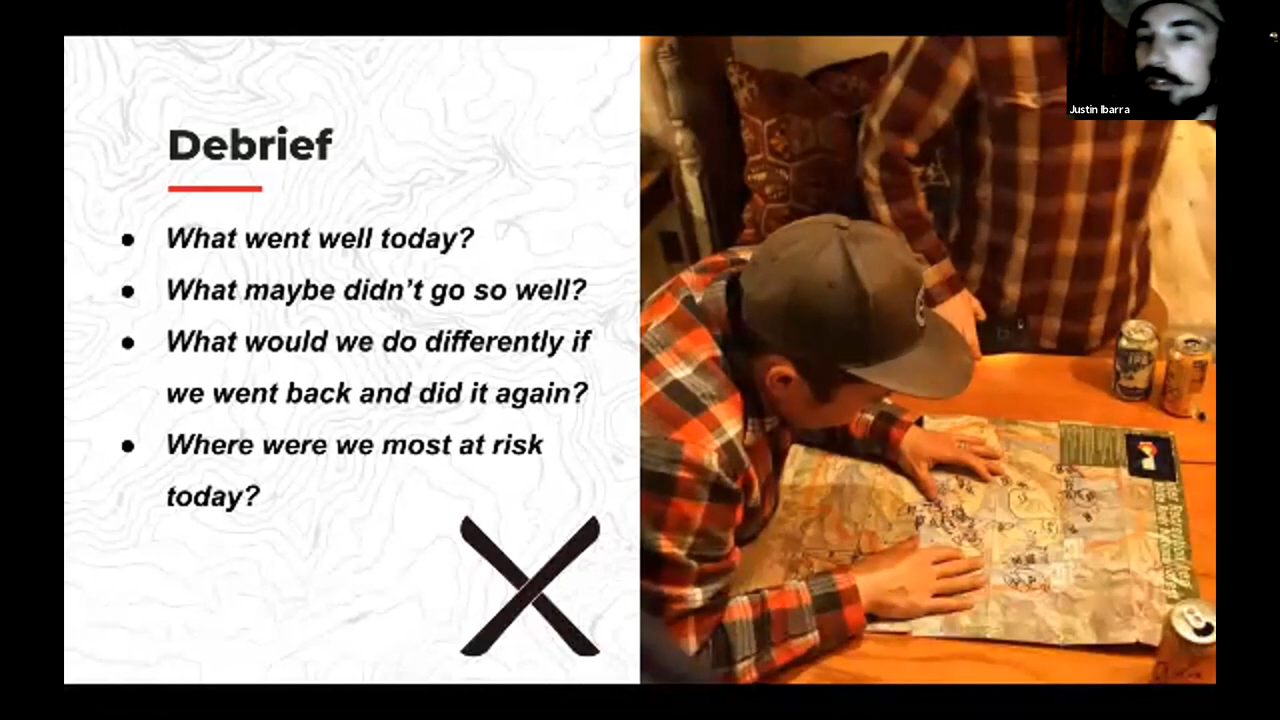 Justin Ibarra
Debrief
● What went well today?
● What maybe didn’t go so well?
● What would we do differently if
we went back and did it again?
● Where were we most at risk
today?
IPA